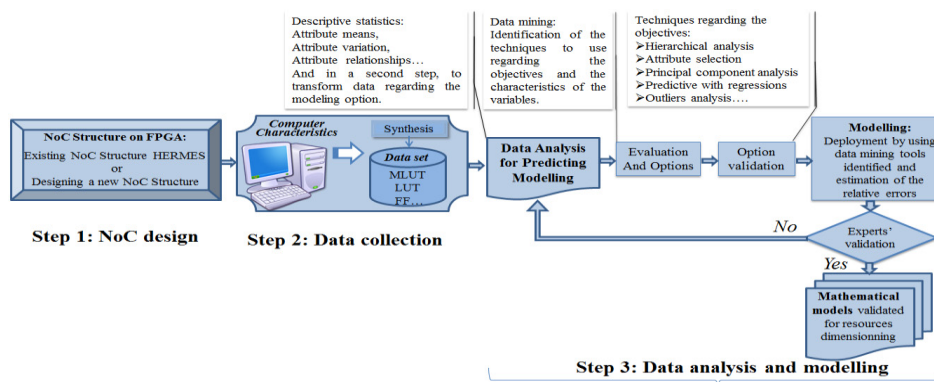 Descriptive statistics:
Attribute means,
Attribute variation,
Attribute relationships…
And in a second step, to
transform data regarding the
modeling option.
Data mining:
Identification of the
techniques to use
regarding the
objectives and the
characteristics of the
variables.
Techniques regarding the
objectives:
➢Hierarchical analysis
➢Attribute selection
➢Principal component analysis
➢Predictive with regressions
➢Outliers analysis….
NoC Structure on FPGA:
Existing NoC Structure HERMES
or
Designing a new NoC Structure
Step 1: NoC design
Computer
Characteristics
Synthesis
Data set
MLUT
LUT
FF…
Step 2: Data collection
Data Analysis
for Predicting
Modelling
Evaluation
And Options
Option
validation
Modelling:
Deployment by using
data mining tools
identified and
estimation of the
relative errors
Experts'
validation
No
Yes
Mathematical
models validated
for resources
dimensionning
Step 3: Data analysis and modelling